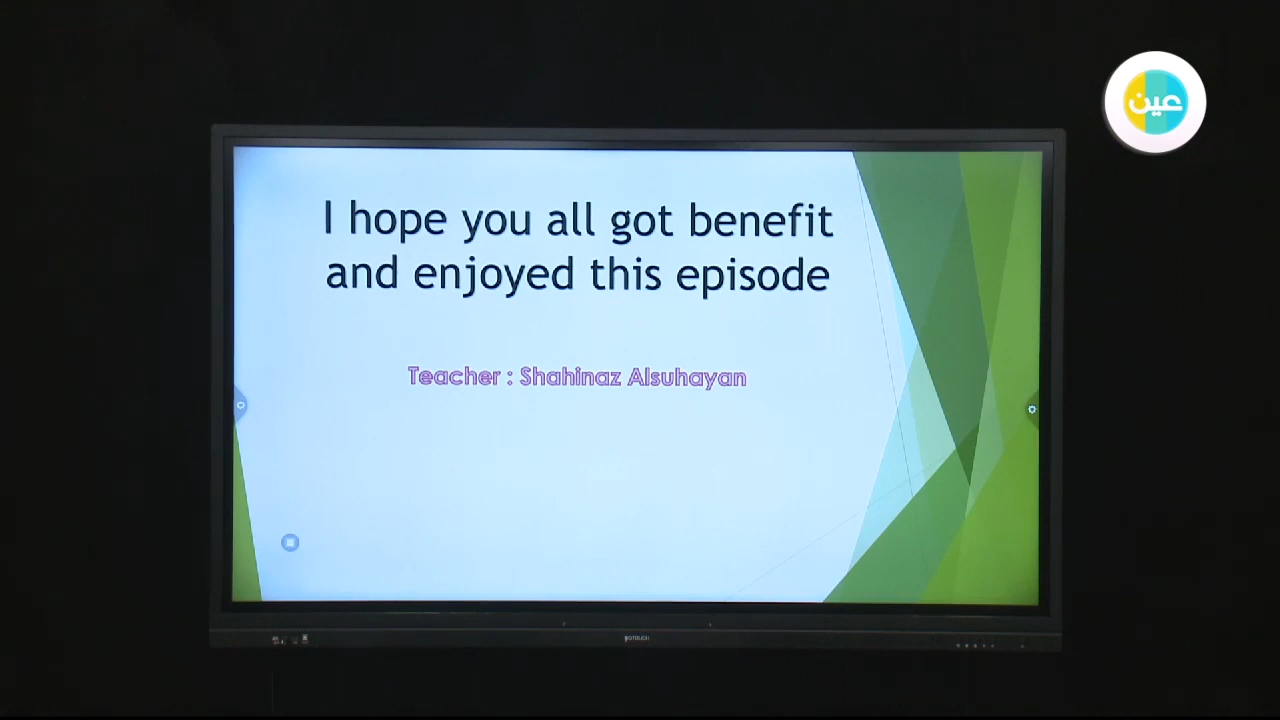 عين
I hope you all got benefit
and enjoyed this episode
Teacher : Shahinaz Alsuhayan